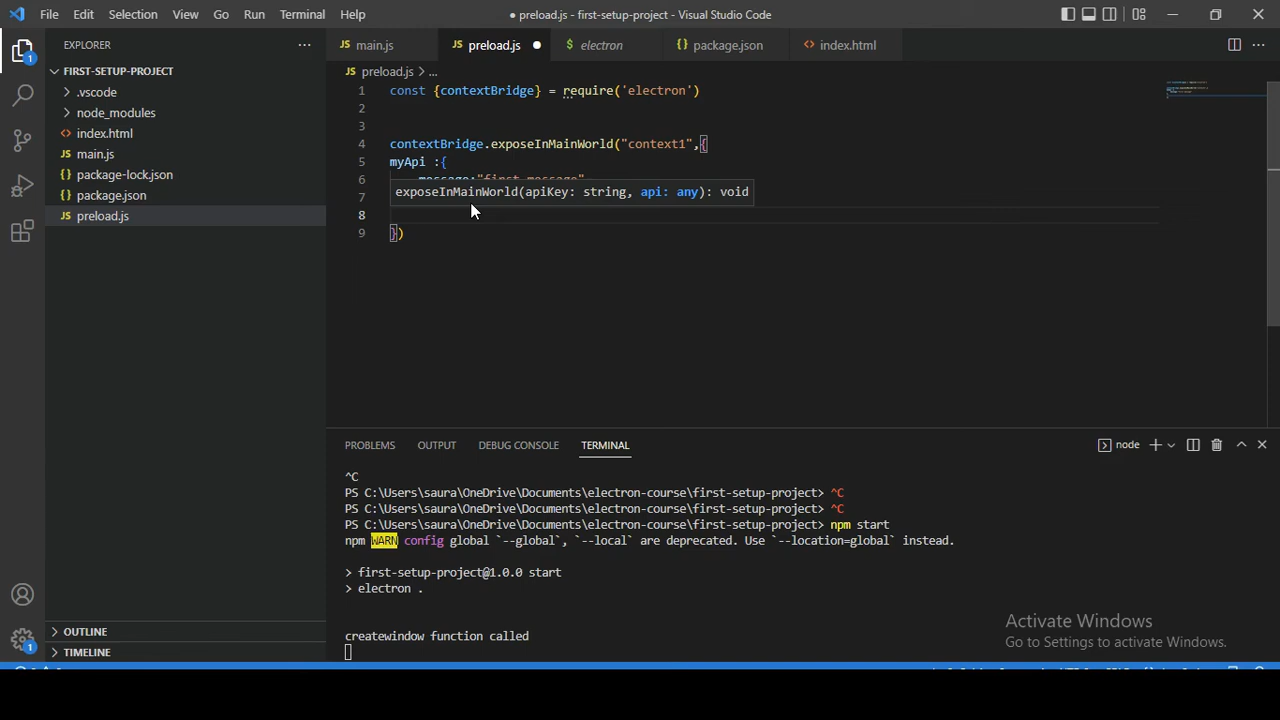 File Edit Selection View Go Run Terminal Help
● preload.js - first-setup-project - Visual Studio Code
EXPLORER ...
1
FIRST-SETUP-PROJECT
.vscode
node_modules
<> index.html
JS main.js
{} package-lock.json
{} package.json
JS preload.js
OUTLINE
TIMELINE
1
JS main.js JS preload.js ● $ electron {} package.json <> index.html
JS preload.js > ...
1 const {contextBridge} = require('electron')
2
3
4 contextBridge.exposeInMainWorld("context1",{
5 myApi :{
6 message:"first message"
7 exposeInMainWorld(apiKey: string, api: any): void
8
9 })
PROBLEMS OUTPUT DEBUG CONSOLE TERMINAL
node
^C
PS C:\Users\saura\OneDrive\Documents\electron-course\first-setup-project> ^C
PS C:\Users\saura\OneDrive\Documents\electron-course\first-setup-project> ^C
PS C:\Users\saura\OneDrive\Documents\electron-course\first-setup-project> npm start
npm WARN config global `--global`, `--local` are deprecated. Use `--location=global` instead.
> first-setup-project@1.0.0 start
> electron .
createwindow function called
Activate Windows
Go to Settings to activate Windows.